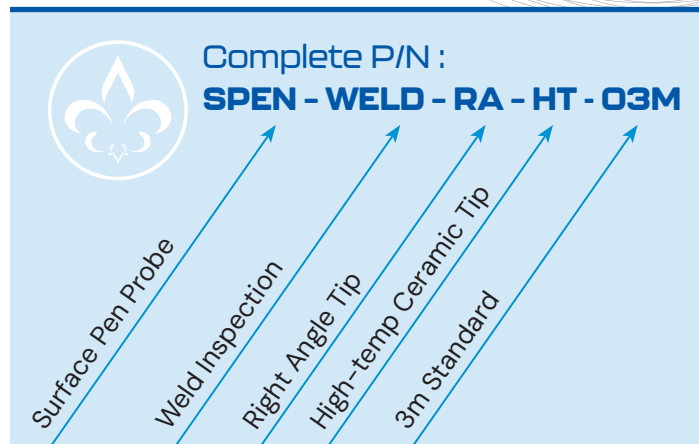 Complete P/N :
SPEN - WELD - RA - HT - 03M
Surface Pen Probe
Weld Inspection
Right Angle Tip
High-temp Ceramic Tip
3m Standard